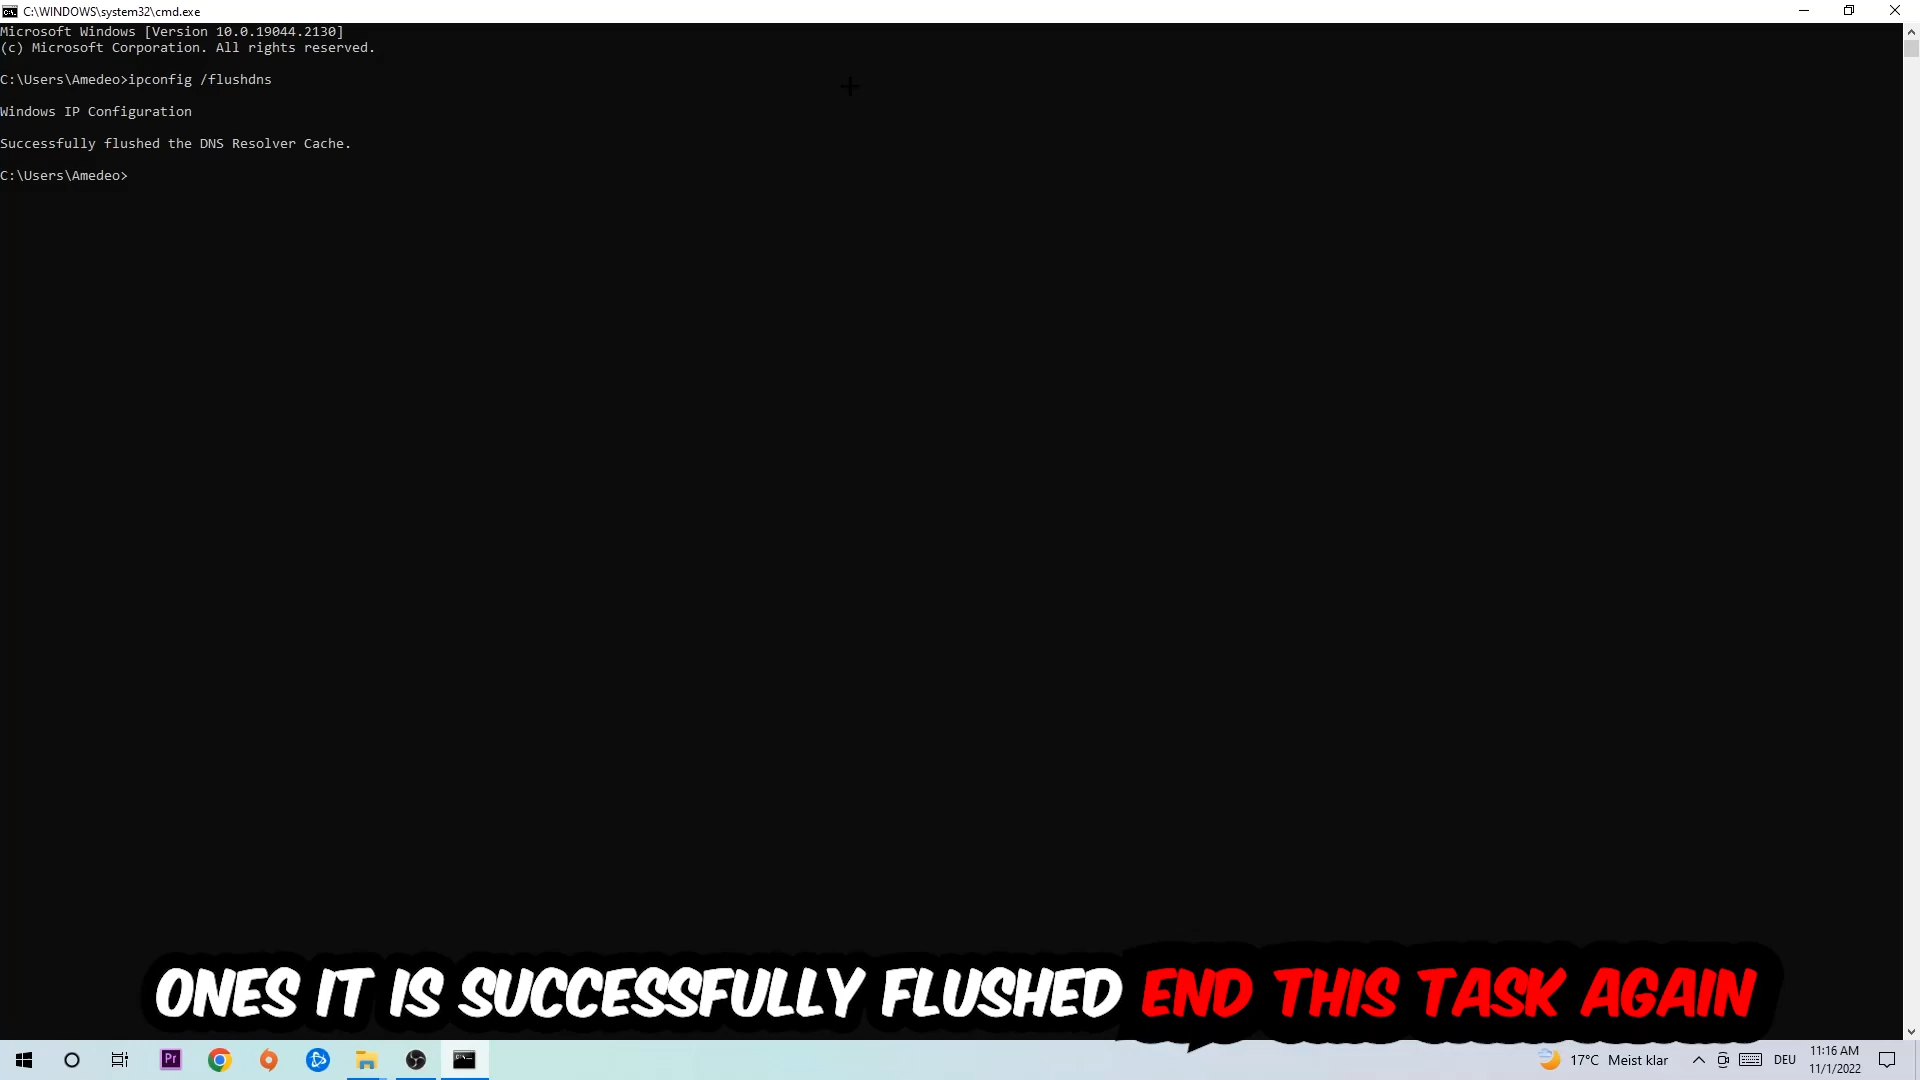 C:\WINDOWS\system32\cmd.exe
Microsoft Windows [Version 10.0.19044.2130]
(c) Microsoft Corporation. All rights reserved.
C:\Users\Amedeo>ipconfig /flushdns
Windows IP Configuration
Successfully flushed the DNS Resolver Cache.
C:\Users\Amedeo>
ONES IT IS SUCCESSFULLY FLUSHED END THIS TASK AGAIN
Pr
17°C Meist klar
DEU
11:16 AM
11/1/2022